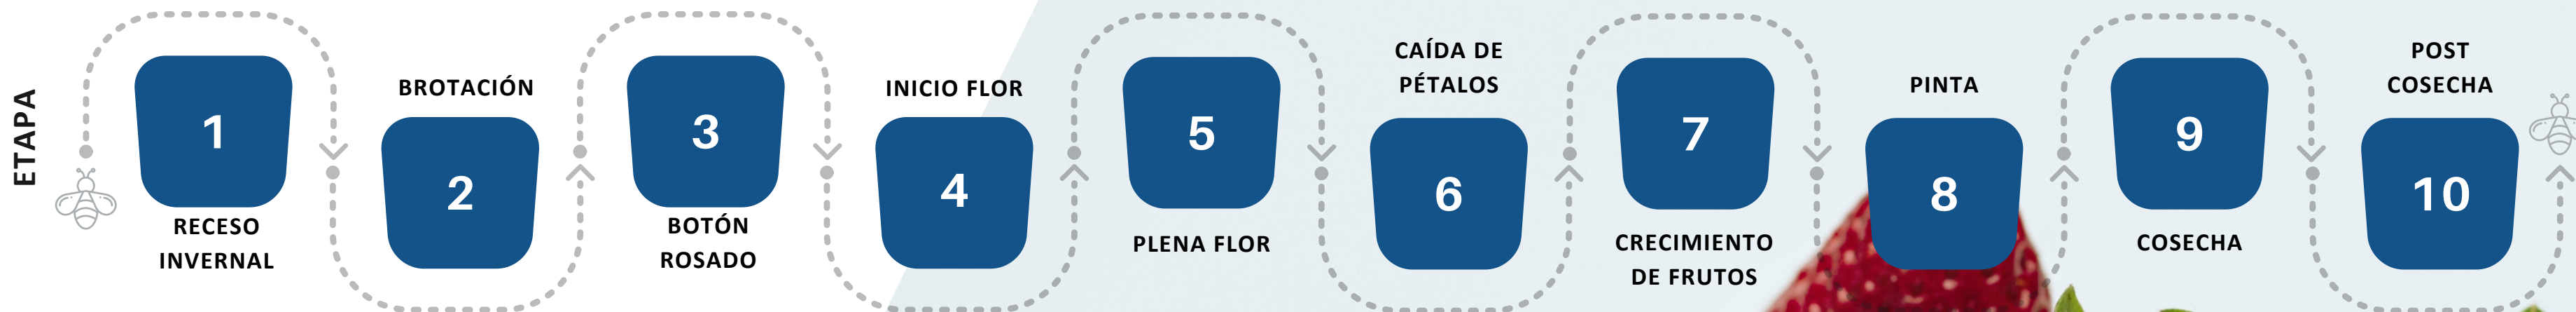 ETAPA
1
RECESO
INVERNAL
BROTACIÓN
2
3
BOTÓN
ROSADO
INICIO FLOR
4
5
PLENA FLOR
CAÍDA DE
PÉTALOS
6
7
CRECIMIENTO
DE FRUTOS
PINTA
8
9
COSECHA
POST
COSECHA
10